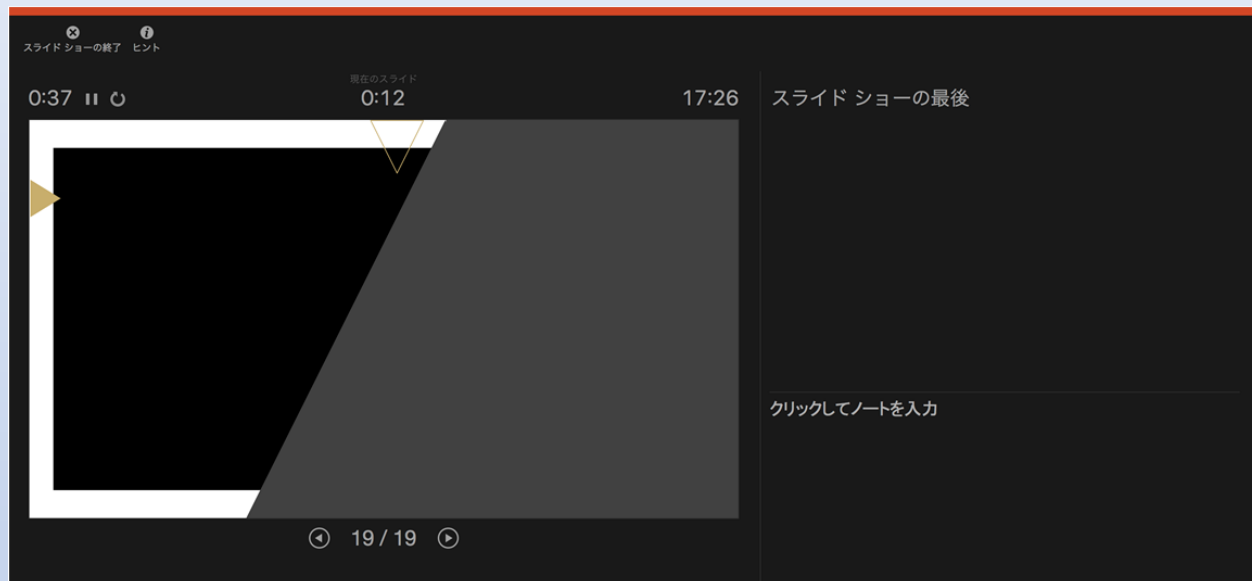 スライド ショーの終了 ヒント
現在のスライド
0:37 0:12 17:26
スライド ショーの最後
クリックしてノートを入力
19 / 19